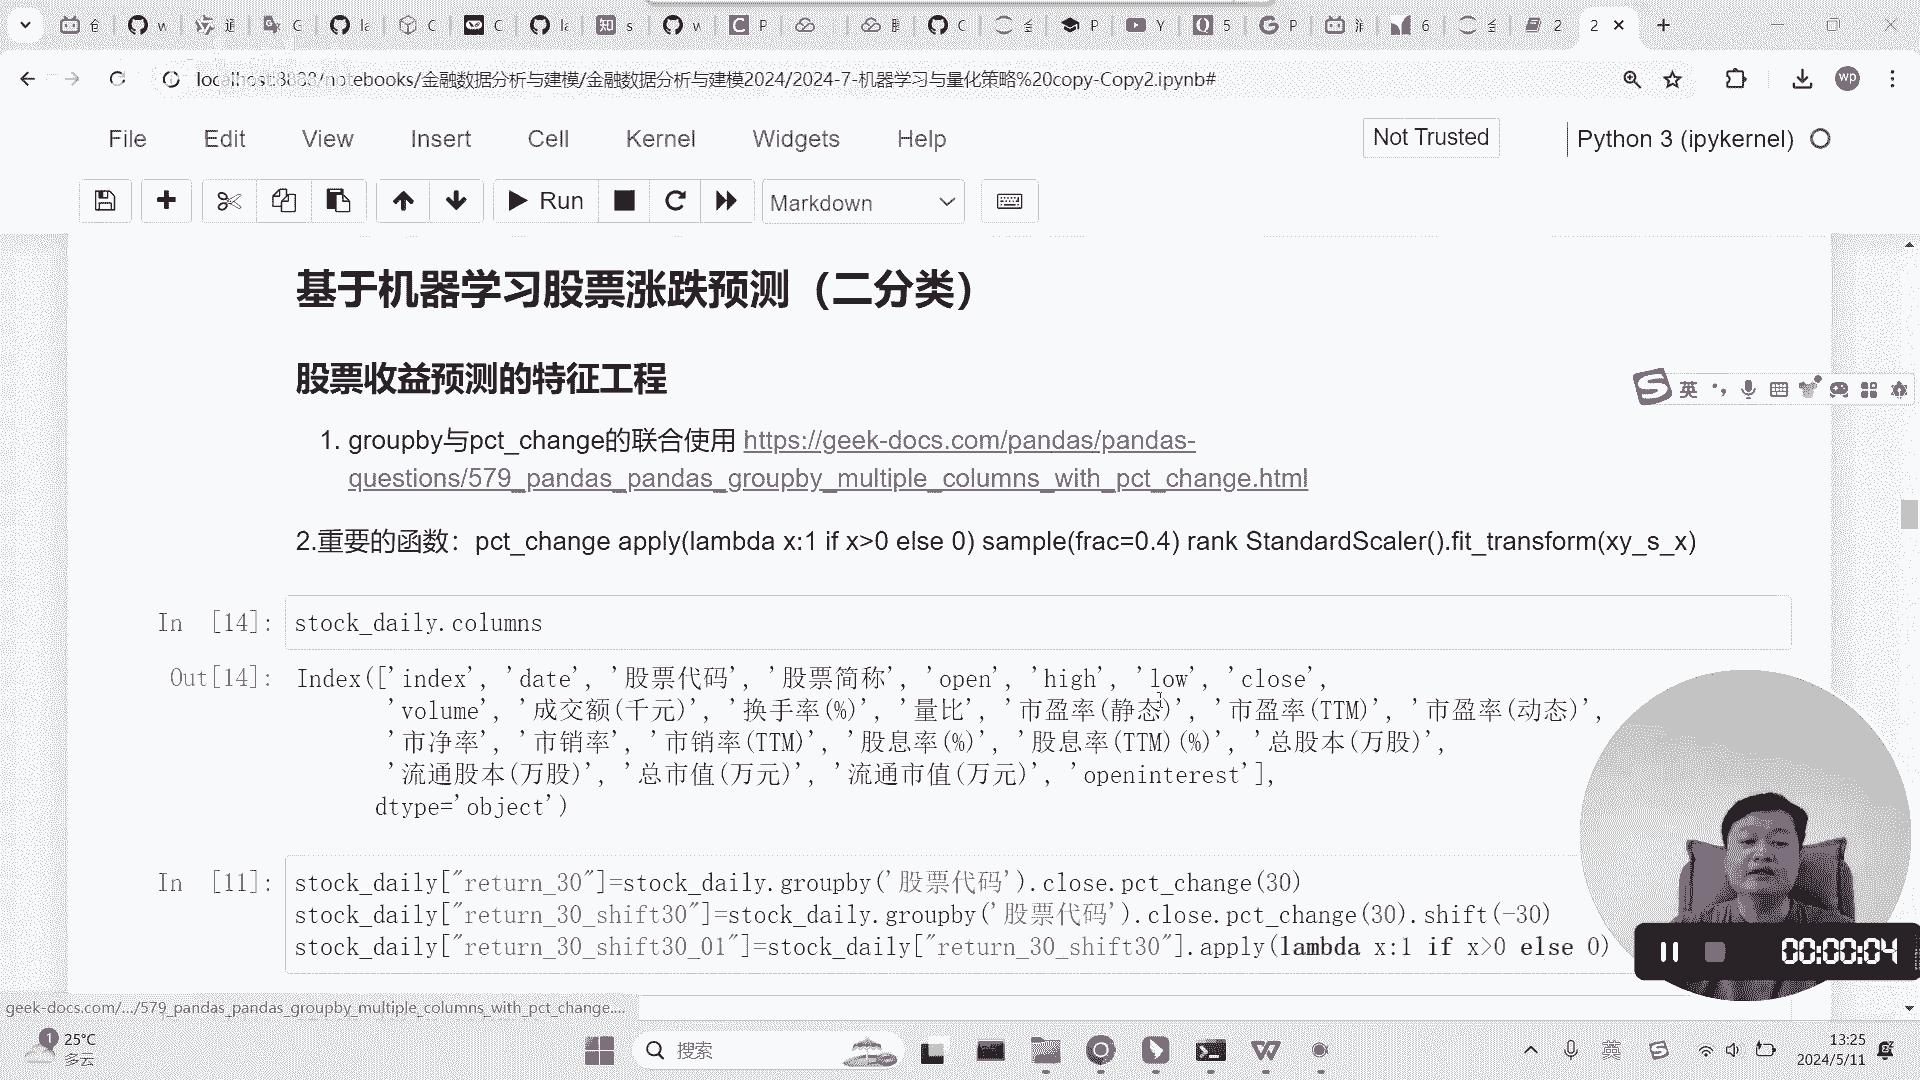 localhost:8888/notebooks/金融数据分析与建模/金融数据分析与建模2024/2024-7-机器学习与量化策略%20copy-Copy2.ipynb#
File Edit View Insert Cell Kernel Widgets Help
Not Trusted
Python 3 (ipykernel)
Run
Markdown
基于机器学习股票涨跌预测（二分类）
股票收益预测的特征工程
1. groupby与pct_change的联合使用 https://geek-docs.com/pandas/pandas-
questions/579_pandas_pandas_groupby_multiple_columns_with_pct_change.html
2.重要的函数：pct_change apply(lambda x:1 if x>0 else 0) sample(frac=0.4) rank StandardScaler().fit_transform(xy_s_x)
英
In [14]: stock_daily.columns
Out[14]: Index(['index', 'date', '股票代码', '股票简称', 'open', 'high', 'low', 'close',
'volume', '成交额(千元)', '换手率(%)', '量比', '市盈率(静态)', '市盈率(TTM)', '市盈率(动态)',
'市净率', '市销率', '市销率(TTM)', '股息率(%)', '股息率(TTM)(%)', '总股本(万股)',
'流通股本(万股)', '总市值(万元)', '流通市值(万元)', 'openinterest'],
dtype='object')
In [11]: stock_daily["return_30"]=stock_daily.groupby('股票代码').close.pct_change(30)
stock_daily["return_30_shift30"]=stock_daily.groupby('股票代码').close.pct_change(30).shift(-30)
stock_daily["return_30_shift30_01"]=stock_daily["return_30_shift30"].apply(lambda x:1 if x>0 else 0)
00:00:04
geek-docs.com/.../579_pandas_pandas_groupby_multiple_columns_with_pct_change....
25°C
多云
搜索
英
13:25
2024/5/11